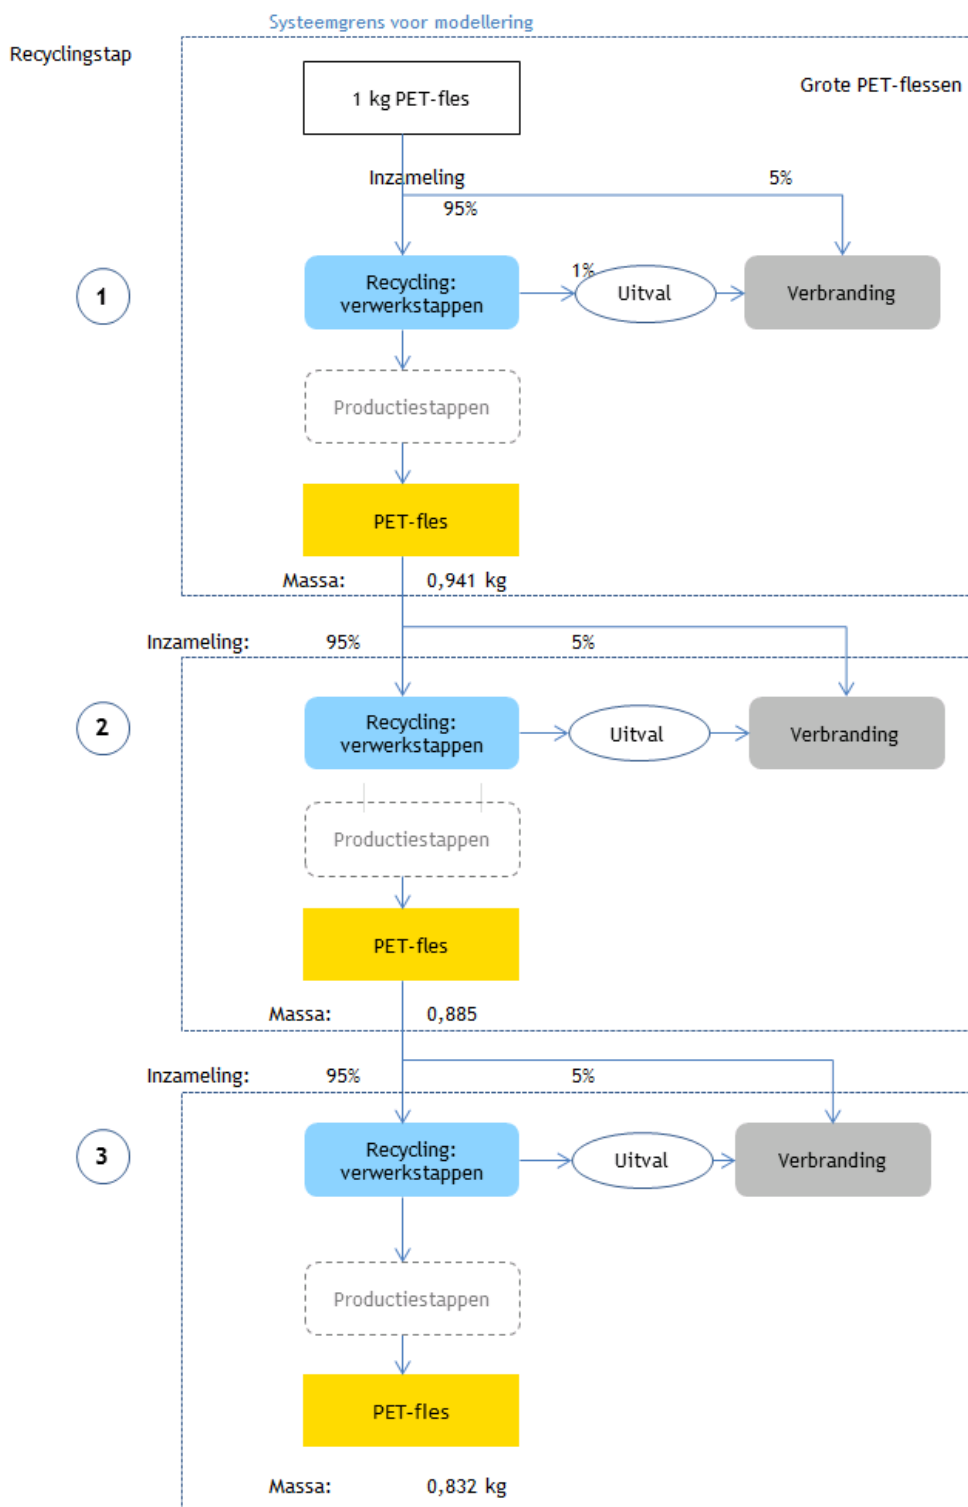 Systeemgrens voor modellering
Recyclingstap
Grote PET-flessen
1 kg PET-fles
Inzameling
5%
95%
1
Recycling:
verwerkstappen
1%
Uitval
Verbranding
Productiestappen
PET-fles
Massa: 0,941 kg
Inzameling: 95% 5%
2
Recycling:
verwerkstappen
Uitval
Verbranding
Productiestappen
PET-fles
Massa: 0,885
Inzameling: 95% 5%
3
Recycling:
verwerkstappen
Uitval
Verbranding
Productiestappen
PET-fles
Massa: 0,832 kg